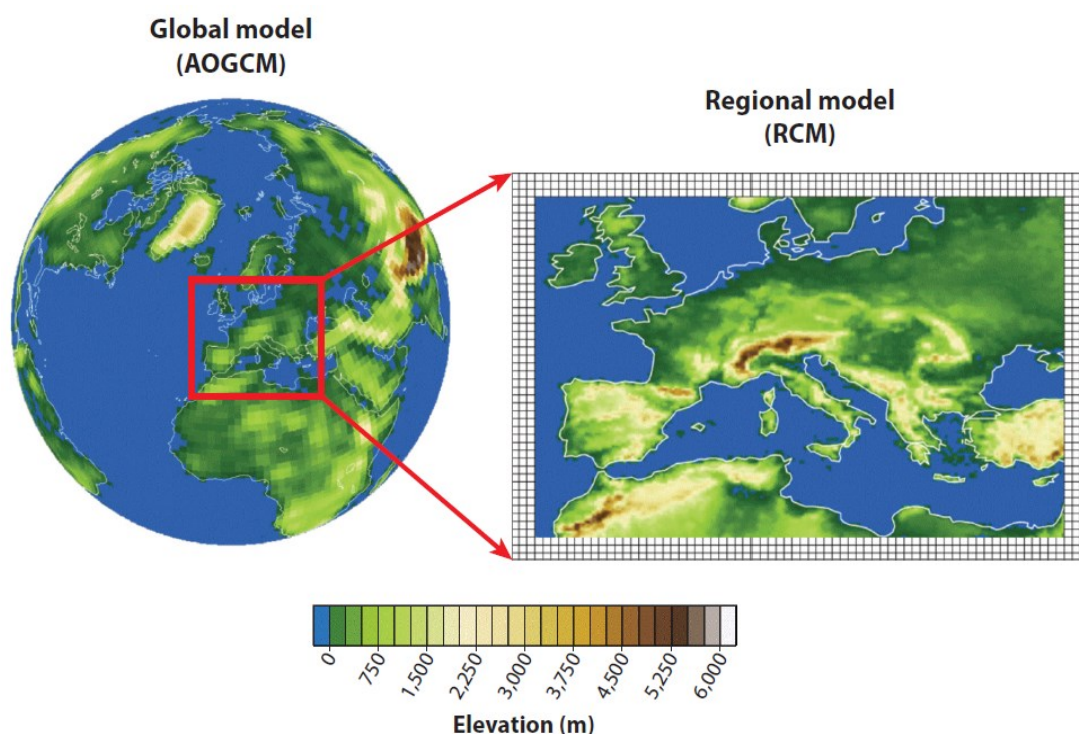 Global model
(AOGCM)
Regional model
(RCM)
0
750
1,500
2,250
3,000
3,750
4,500
5,250
6,000
Elevation (m)